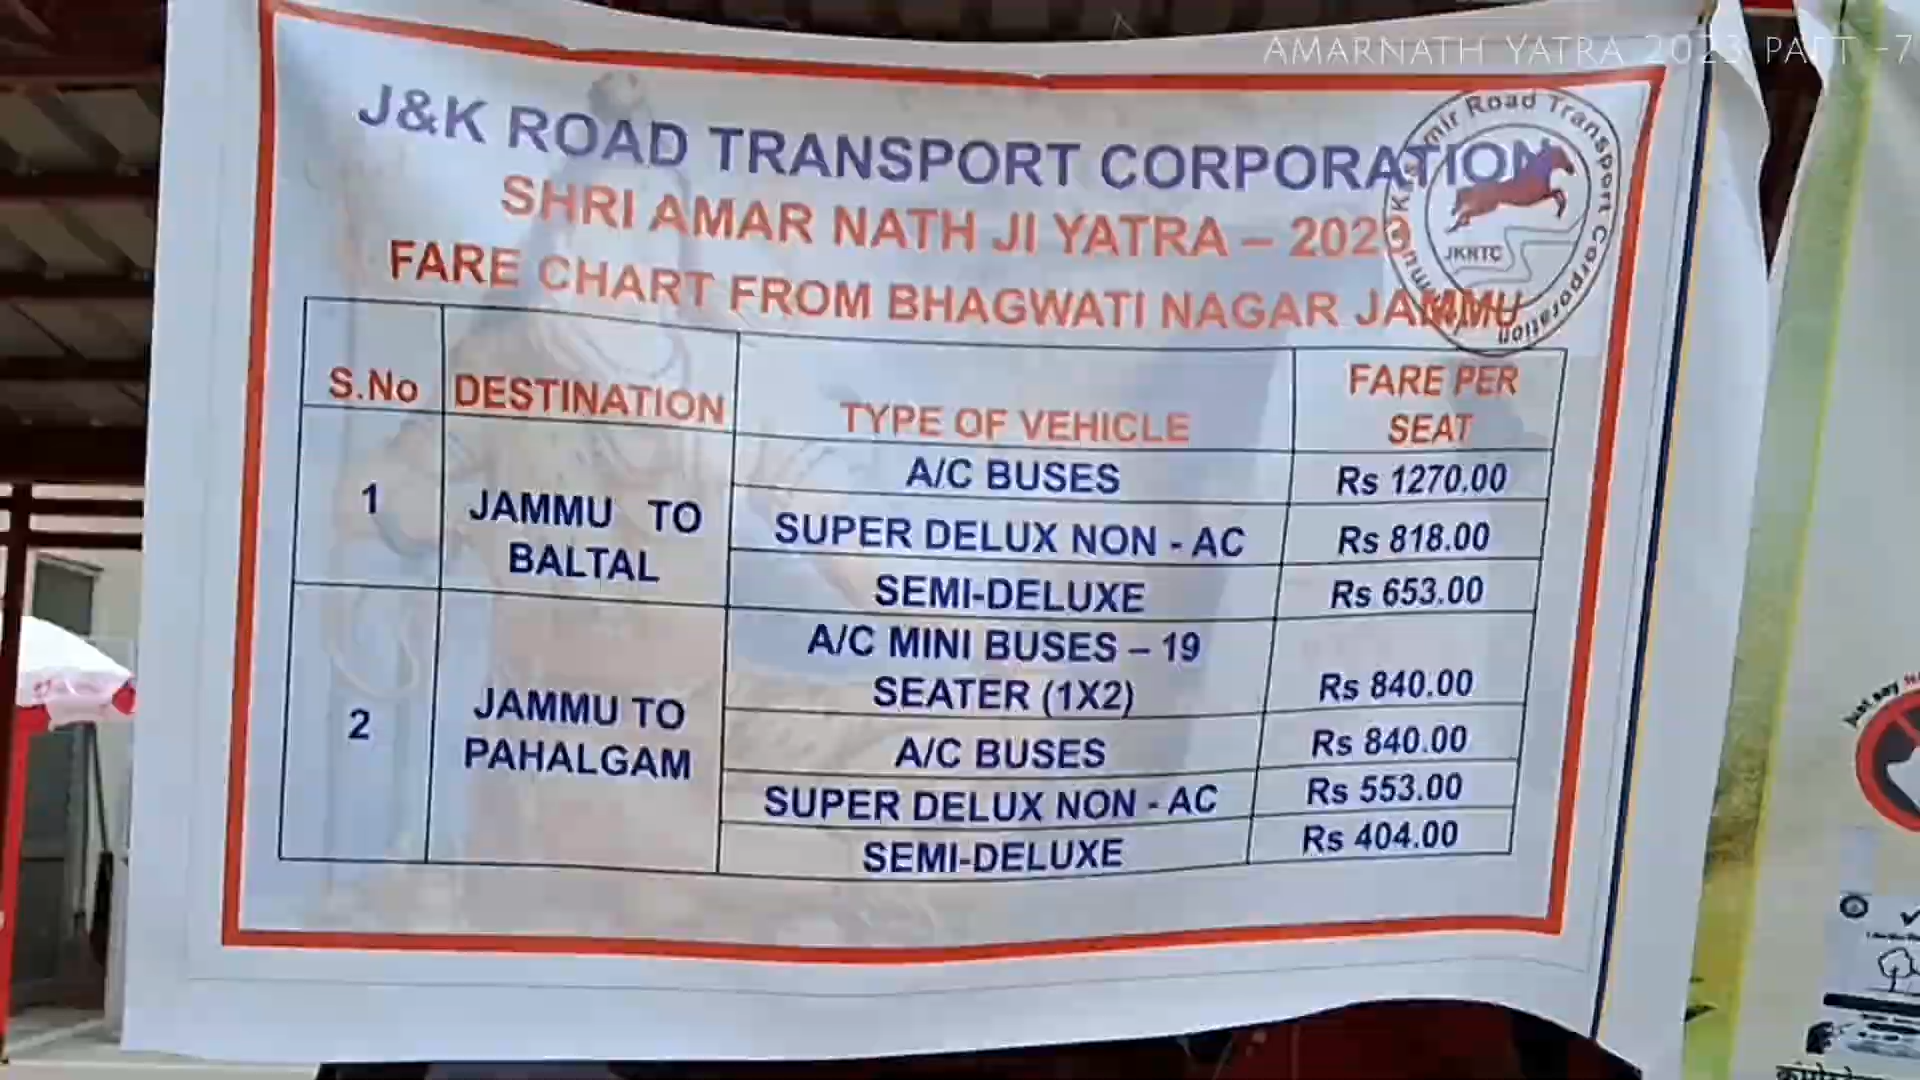 AMARNATH YATRA 2023 PART -7
J&K ROAD TRANSPORT CORPORATION
SHRI AMAR NATH JI YATRA – 2023
FARE CHART FROM BHAGWATI NAGAR JAMMU
Jammu Kashmir Road Transport Corporation
JKRTC
S.No DESTINATION TYPE OF VEHICLE FARE PER SEAT
1 JAMMU TO BALTAL A/C BUSES Rs 1270.00
SUPER DELUX NON - AC Rs 818.00
SEMI-DELUXE Rs 653.00
2 JAMMU TO PAHALGAM A/C MINI BUSES – 19 SEATER (1X2) Rs 840.00
A/C BUSES Rs 840.00
SUPER DELUX NON - AC Rs 553.00
SEMI-DELUXE Rs 404.00
Just say